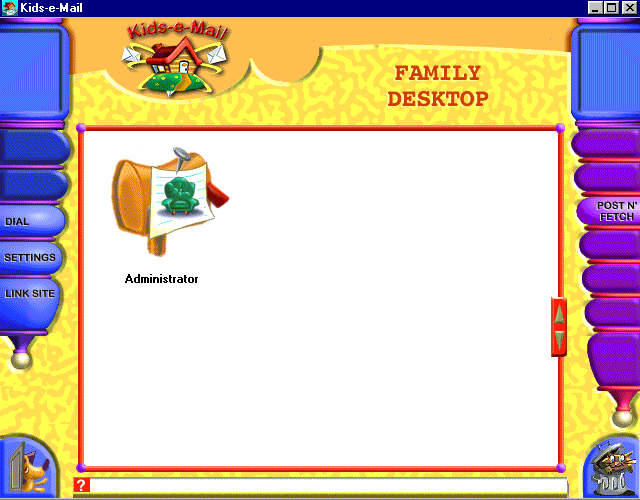 Kids-e-Mail
Kids-e-Mail
FAMILY
DESKTOP
DIAL
SETTINGS
LINK SITE
POST N'
FETCH
Administrator
?